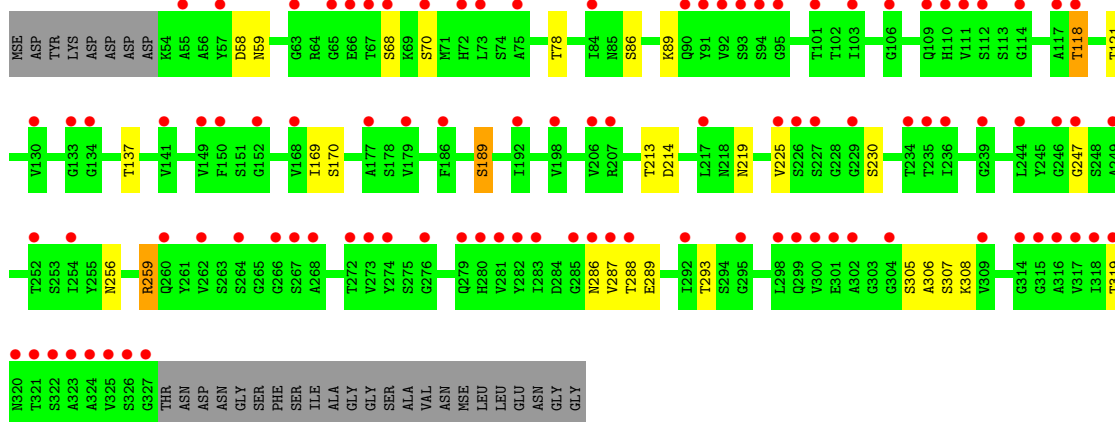 MSE ASP TYR LYS ASP ASP ASP ASP K54 A55 A56 Y57 D58 N59 G63 R64 G65 E66 T67 S68 K69 S70 M71 H72 L73 S74 A75 T78 I84 N85 S86 K89 Q90 Y91 V92 S93 S94 G95 T101 T102 I103 G106 Q109 H110 V111 S112 S113 G114 A117 T118 T121
V130 G133 G134 T137 V141 V149 F150 S151 G152 V168 I169 S170 A177 S178 V179 F186 S189 I192 V198 V206 R207 T213 D214 L217 N218 N219 V225 S226 S227 G228 G229 S230 T234 T235 I236 G239 L244 Y245 G246 G247 S248 A249
T252 S253 I254 Y255 N256 R259 Q260 Y261 V262 S263 S264 G265 G266 S267 A268 T272 V273 Y274 S275 G276 Q279 H280 V281 Y282 I283 D284 G285 N286 V287 T288 E289 I292 T293 S294 G295 L298 Q299 V300 E301 A302 G303 G304 S305 A306 S307 K308 V309 G314 G315 A316 V317 I318 T319
N320 T321 S322 A323 A324 V325 S326 G327 THR ASN ASP ASN GLY SER PHE SER ILE ALA GLY GLY SER ALA VAL ASN MSE LEU LEU GLU ASN GLY GLY